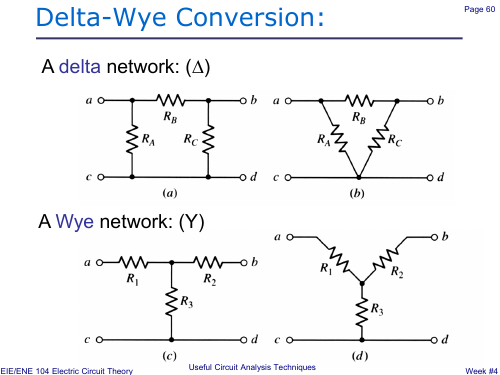 Page 60
Delta-Wye Conversion:
A delta network: (Δ)
a R_B b a R_B b
R_A R_C R_A R_C
c d c d
(a) (b)
A Wye network: (Y)
a b
a b R_1 R_2
R_1 R_2
R_3 R_3
c d c d
(c) (d)
EIE/ENE 104 Electric Circuit Theory Useful Circuit Analysis Techniques Week #4